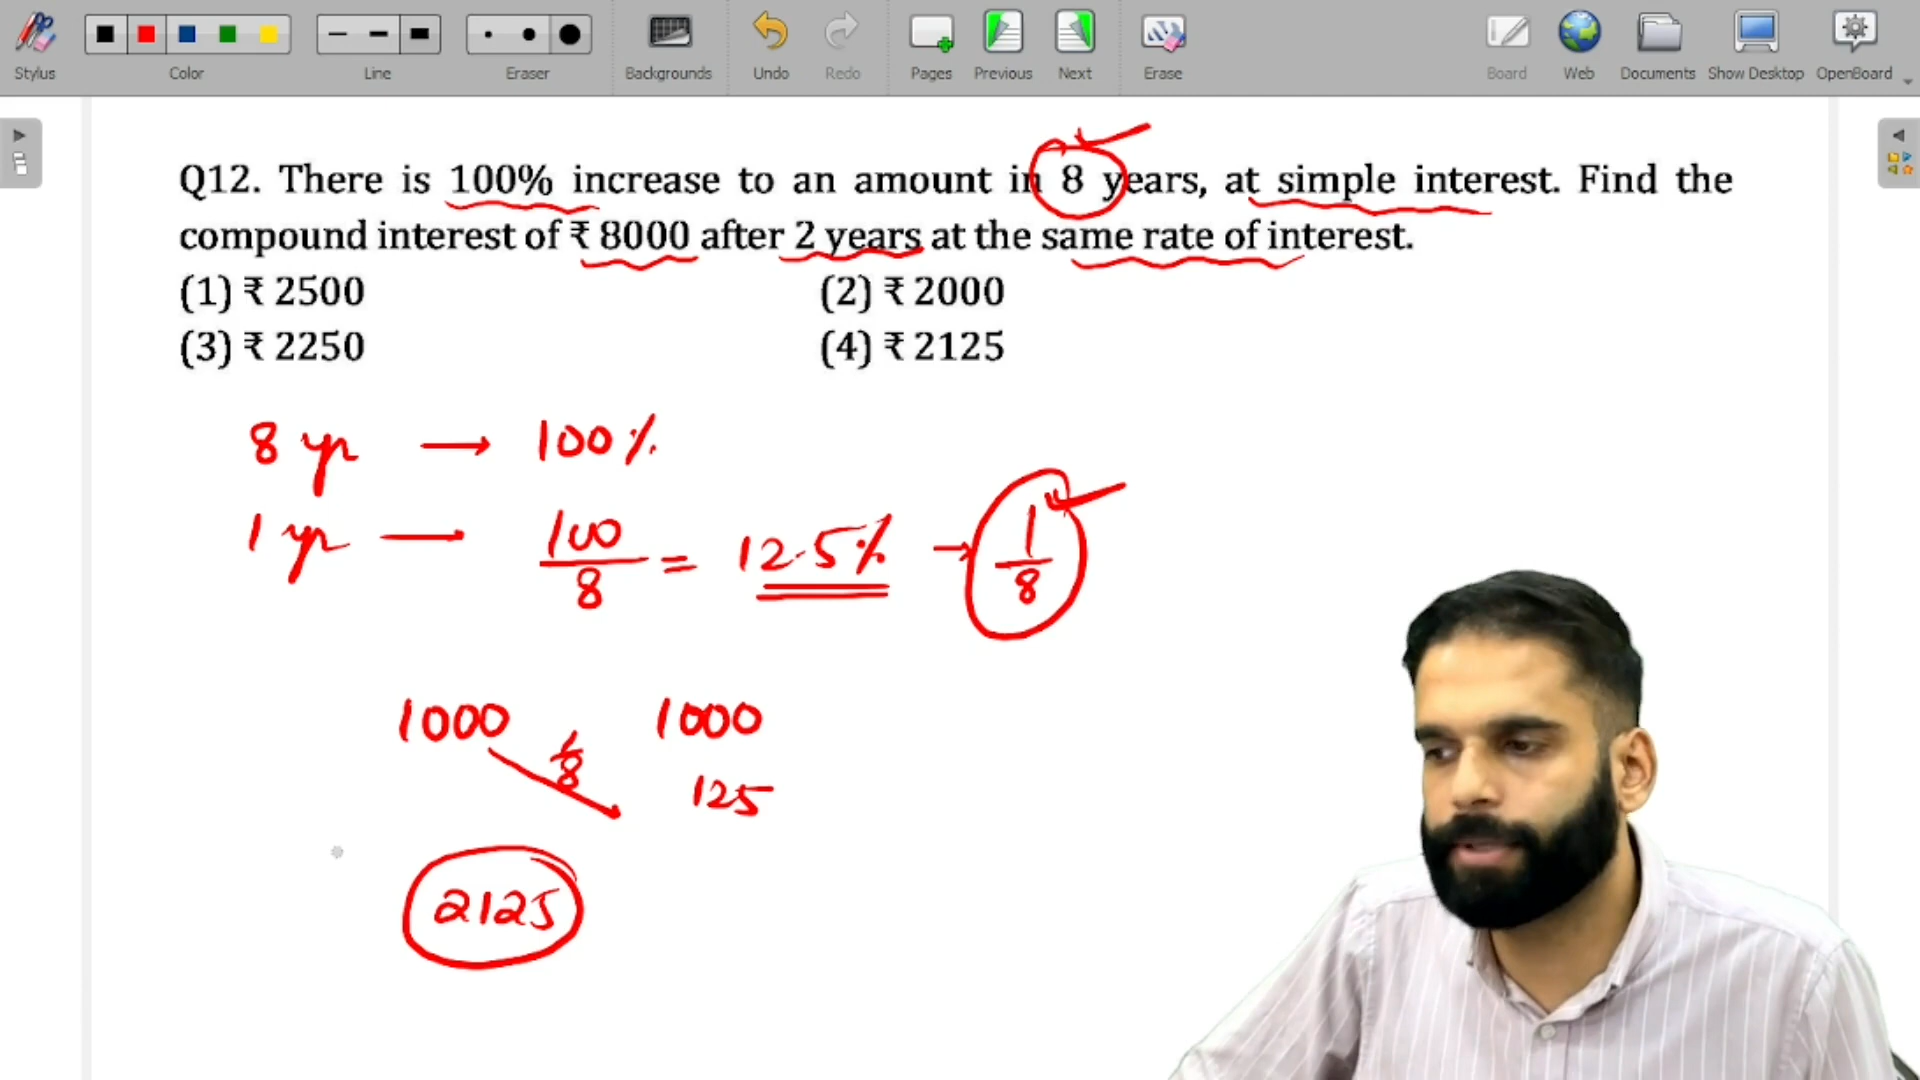 Stylus Color Line Eraser Backgrounds Undo Redo Pages Previous Next Erase Board Web Documents Show Desktop OpenBoard
Q12. There is 100% increase to an amount in 8 years, at simple interest. Find the
compound interest of ₹ 8000 after 2 years at the same rate of interest.
(1) ₹ 2500 (2) ₹ 2000
(3) ₹ 2250 (4) ₹ 2125
8 yr → 100%
1 yr — 100/8 = 12.5% → 1/8
1000 1/8 1000
125
2125